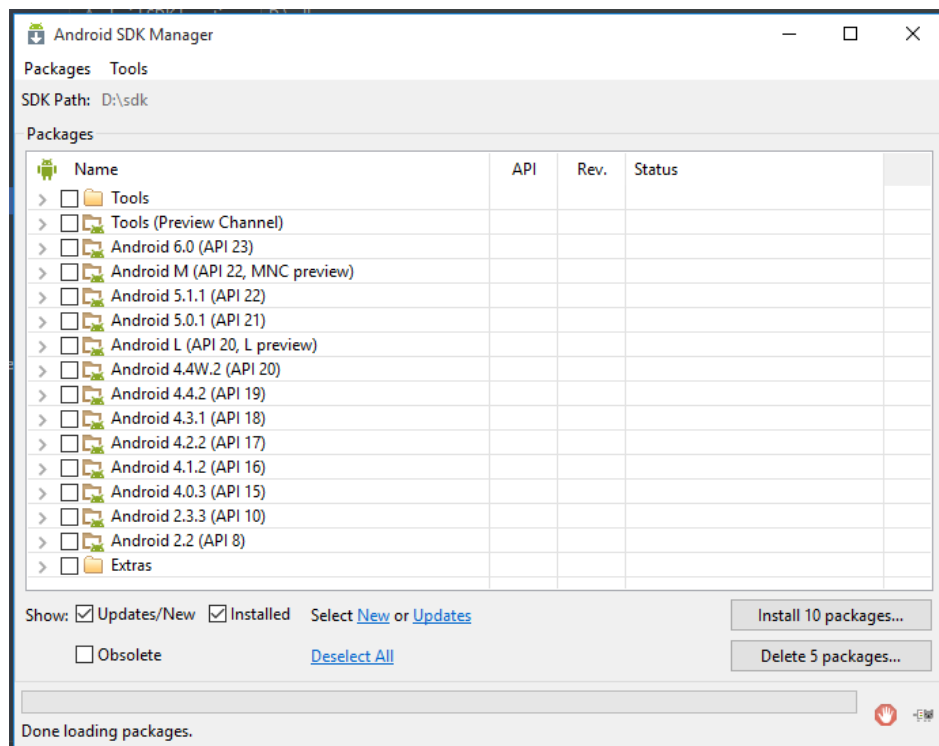 Android SDK Manager
Packages Tools
SDK Path: D:\sdk
Packages
Name API Rev. Status
Tools
Tools (Preview Channel)
Android 6.0 (API 23)
Android M (API 22, MNC preview)
Android 5.1.1 (API 22)
Android 5.0.1 (API 21)
Android L (API 20, L preview)
Android 4.4W.2 (API 20)
Android 4.4.2 (API 19)
Android 4.3.1 (API 18)
Android 4.2.2 (API 17)
Android 4.1.2 (API 16)
Android 4.0.3 (API 15)
Android 2.3.3 (API 10)
Android 2.2 (API 8)
Extras
Show: Updates/New Installed Select New or Updates Install 10 packages...
Obsolete Deselect All Delete 5 packages...
Done loading packages.